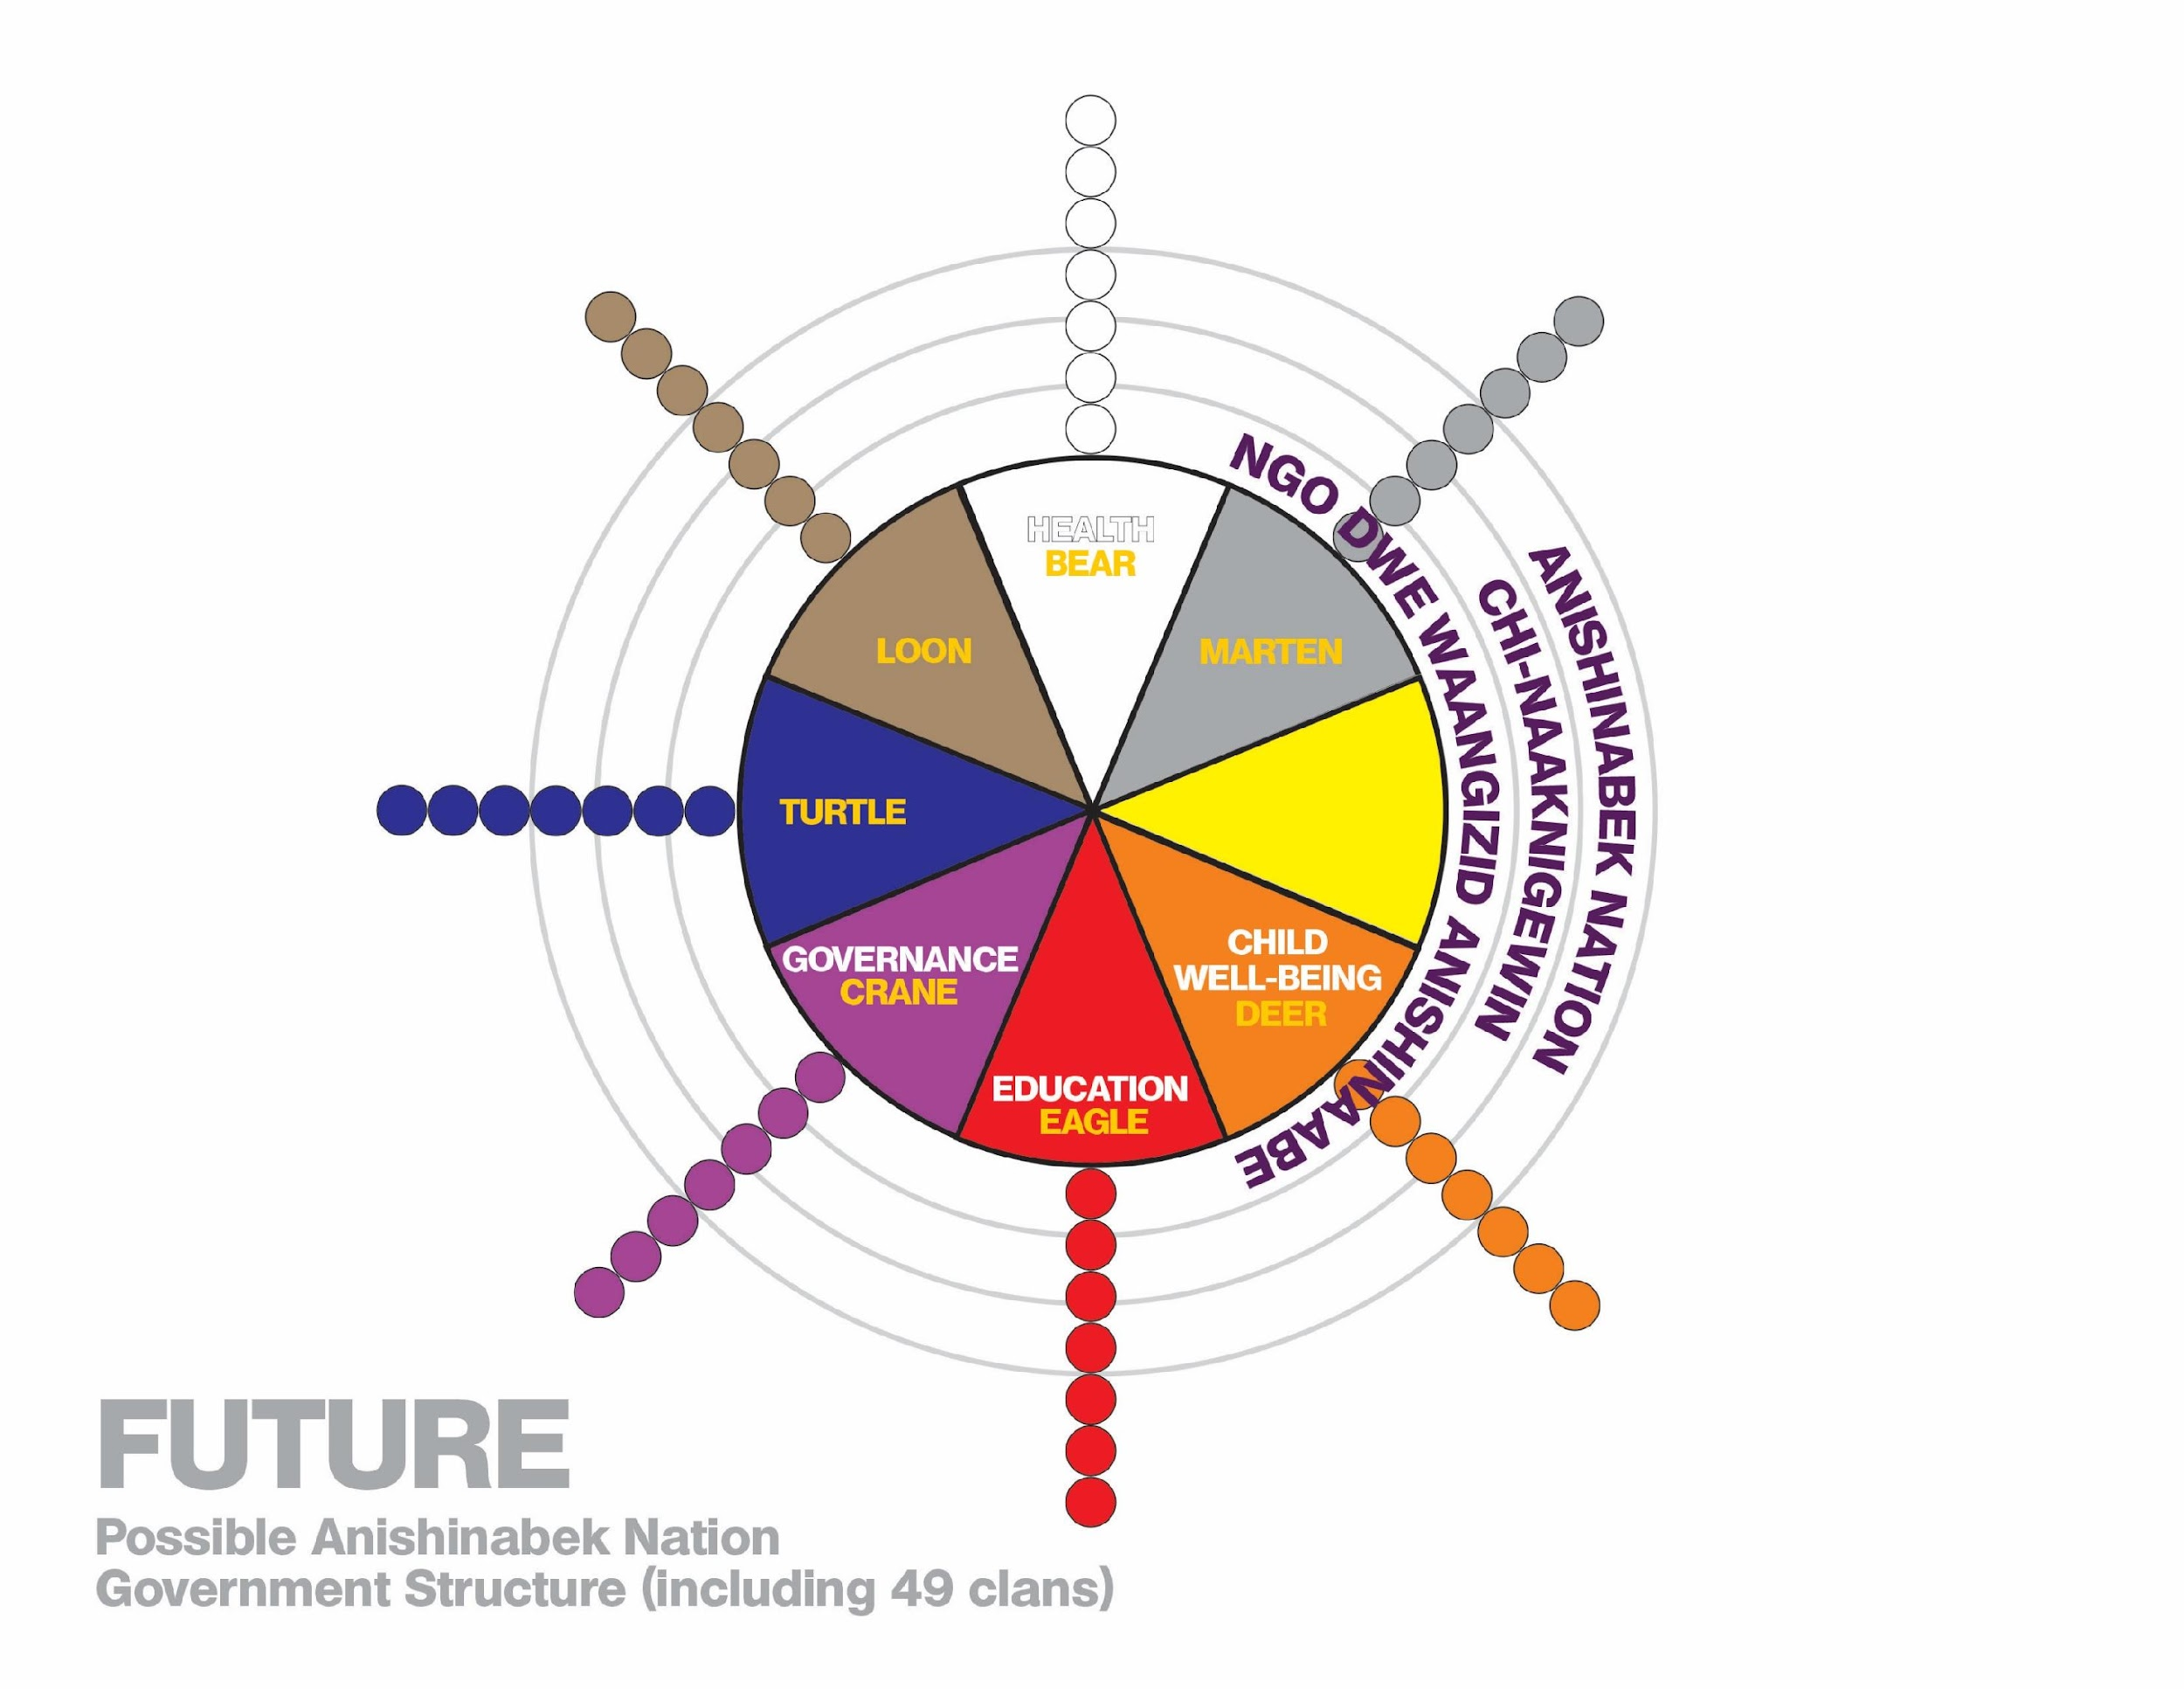 HEALTH
BEAR
MARTEN
LOON
TURTLE
GOVERNANCE
CRANE
EDUCATION
EAGLE
CHILD
WELL-BEING
DEER
NGO DWE WAANGIZID ANISHINAABE
CHI-NAAKNIGEWIN
ANISHINABEK NATION
FUTURE
Possible Anishinabek Nation
Government Structure (including 49 clans)